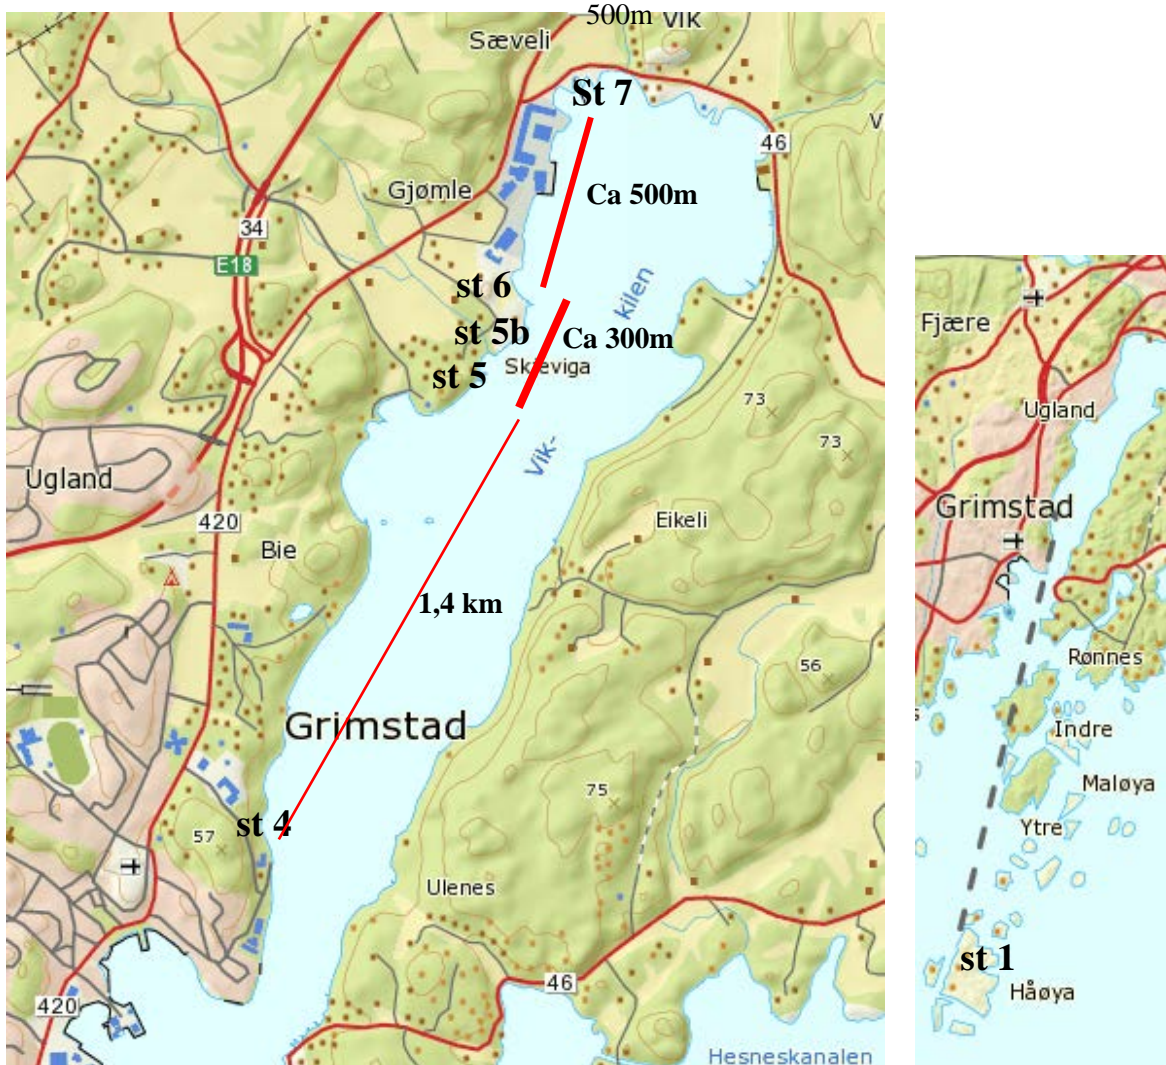 500m
VIK
Sæveli
St 7
46
V
Gjømle
Ca 500m
34
E18
st 6
kilen
st 5b
Ca 300m
Skjeviga
st 5
73
73
Vik-
Ugland
420
Eikeli
Bie
1,4 km
56
Grimstad
75
st 4
57
Ulenes
46
420
Hesneskanalen
Fjære
Ugland
Grimstad
Rønnes
Indre
Maløya
Ytre
st 1
Håøya